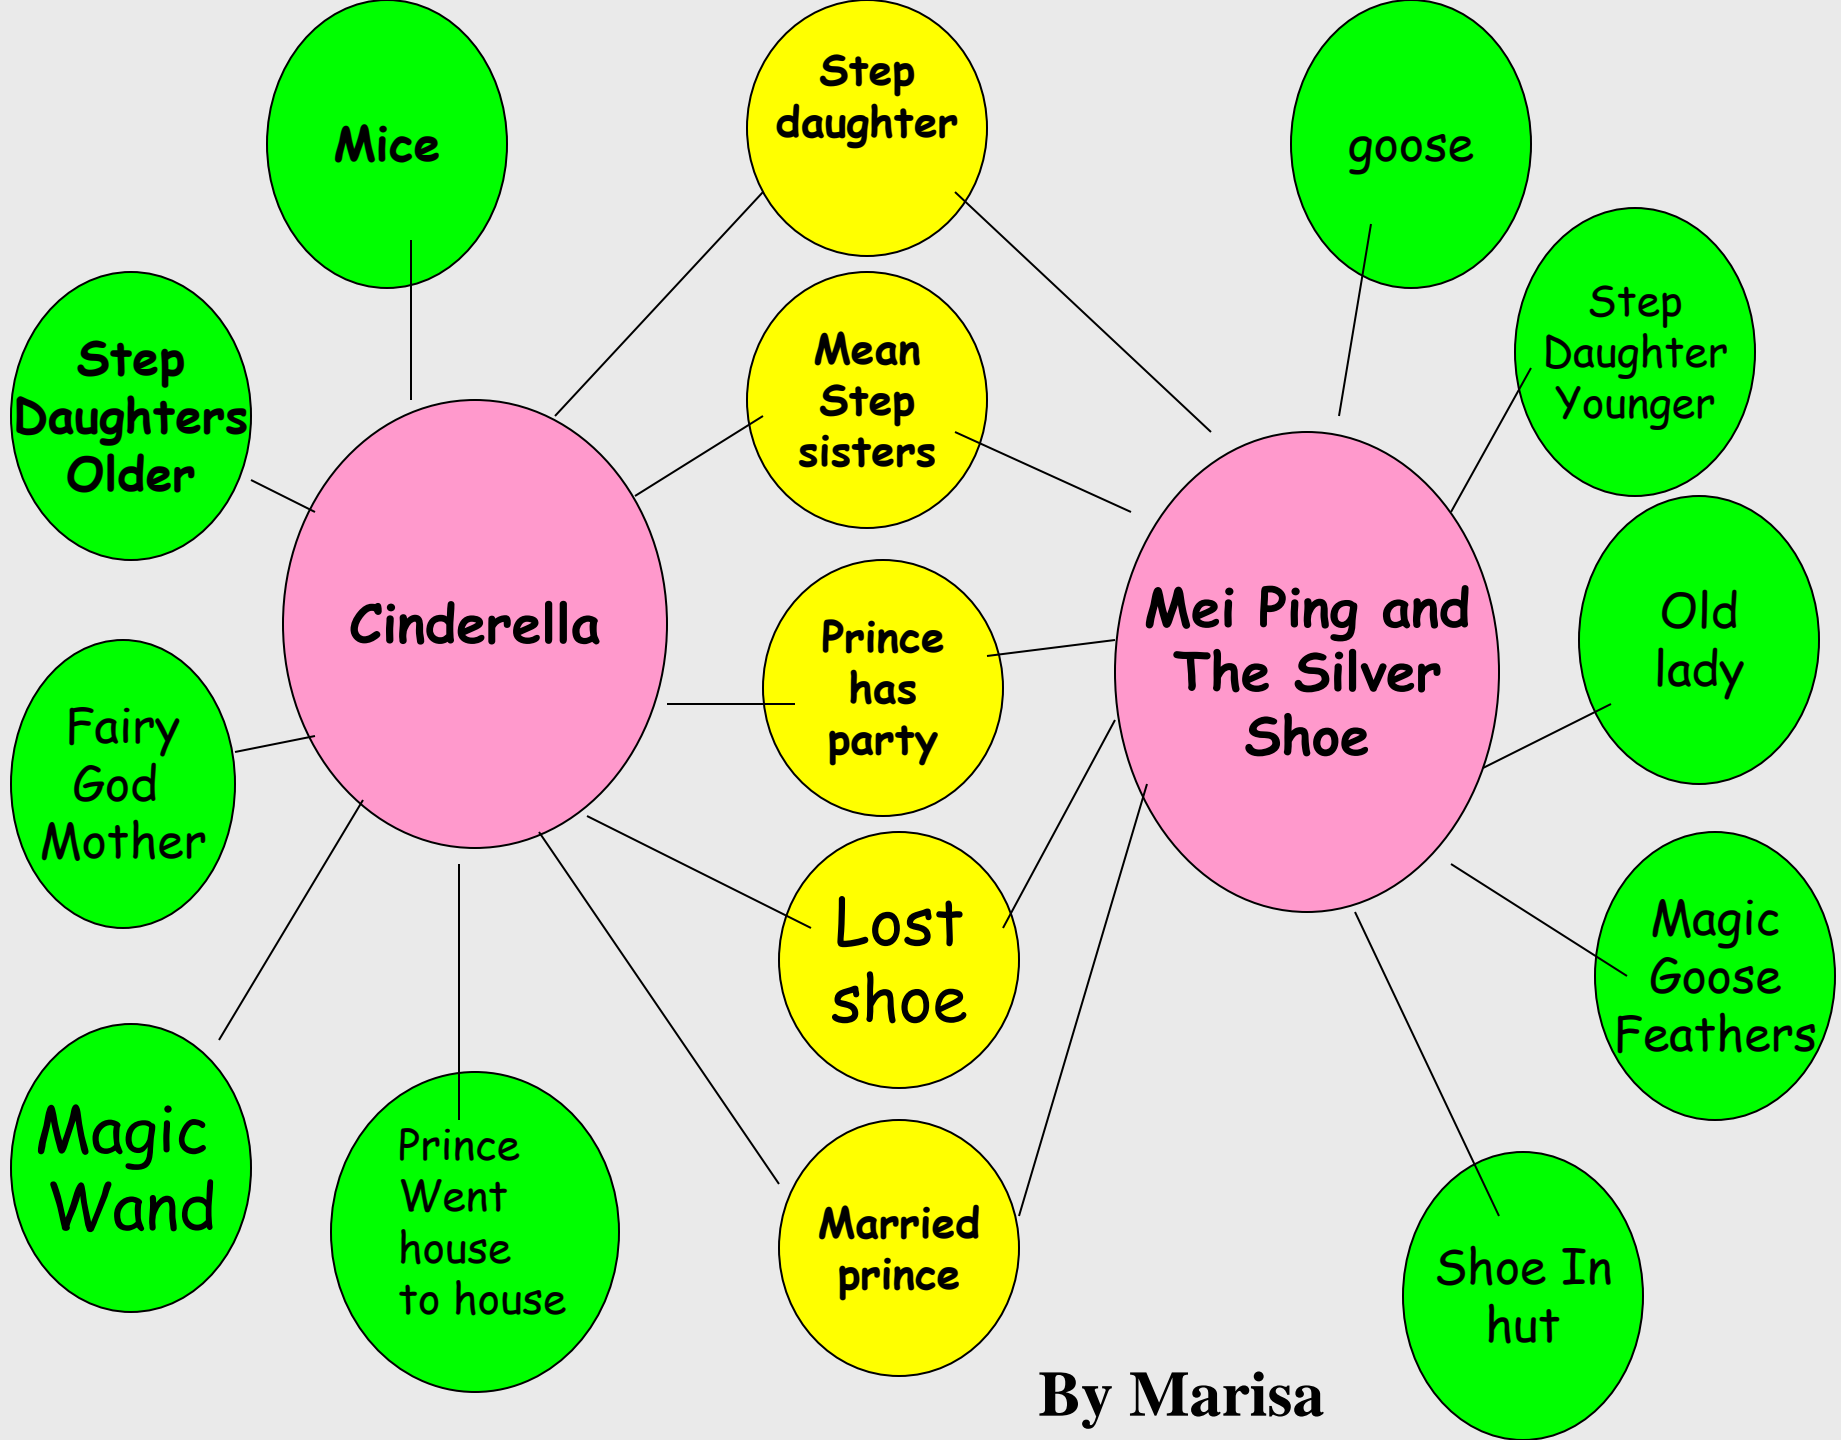 Mice
Step
daughter
goose
Step
Daughters
Older
Mean
Step
sisters
Step
Daughter
Younger
Cinderella
Prince
has
party
Mei Ping and
The Silver
Shoe
Old
lady
Fairy
God
Mother
Lost
shoe
Magic
Goose
Feathers
Magic
Wand
Prince
Went
house
to house
Married
prince
Shoe In
hut
By Marisa